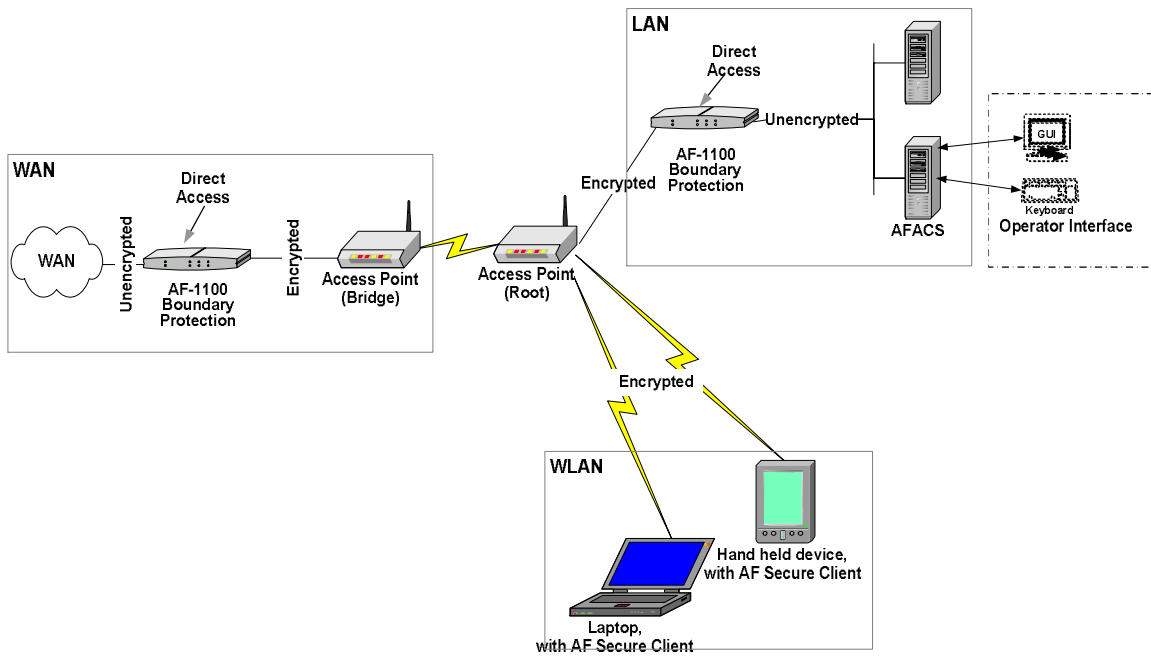 LAN
Direct
Access
Unencrypted
AF-1100
Boundary
Protection
Encrypted
AFACS
GUI
Keyboard
Operator Interface
WAN
Direct
Access
WAN
Unencrypted
AF-1100
Boundary
Protection
Encrypted
Access Point
(Bridge)
Access Point
(Root)
Encrypted
WLAN
Hand held device,
with AF Secure Client
Laptop,
with AF Secure Client